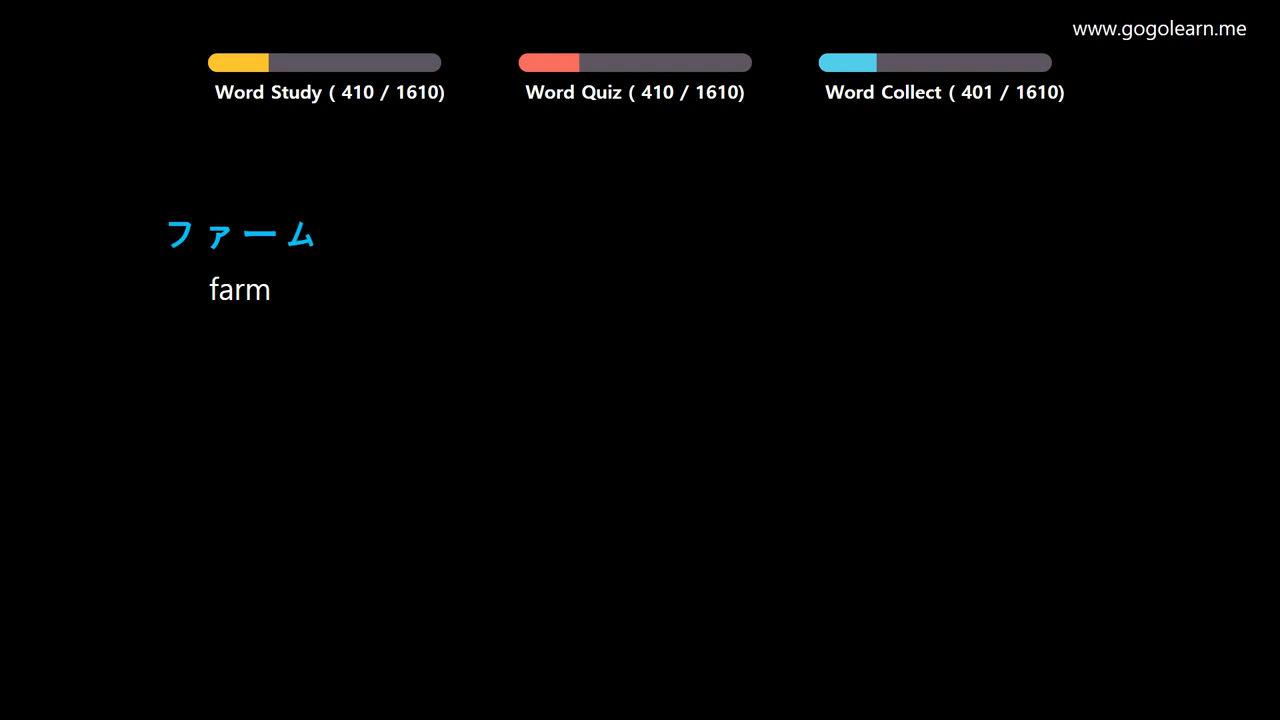 www.gogolearn.me
Word Study ( 410 / 1610)
Word Quiz ( 410 / 1610)
Word Collect ( 401 / 1610)
ファーム
farm